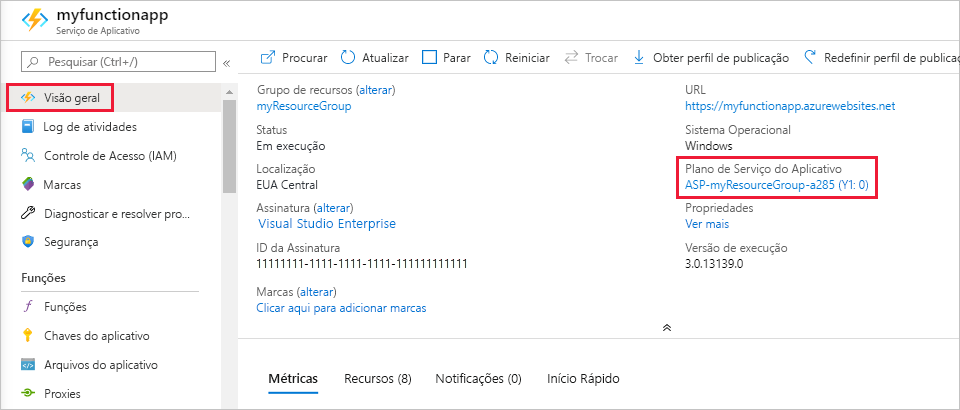 myfunctionapp
Serviço de Aplicativo
Pesquisar (Ctrl+/)
«
Visão geral
Log de atividades
Controle de Acesso (IAM)
Marcas
Diagnosticar e resolver pro...
Segurança
Funções
Funções
Chaves do aplicativo
Arquivos do aplicativo
Proxies
Procurar
Atualizar
Parar
Reiniciar
Trocar
Obter perfil de publicação
Redefinir perfil de publicaç
Grupo de recursos (alterar)
myResourceGroup
Status
Em execução
Localização
EUA Central
Assinatura (alterar)
Visual Studio Enterprise
ID da Assinatura
11111111-1111-1111-1111-111111111111
Marcas (alterar)
Clicar aqui para adicionar marcas
URL
https://myfunctionapp.azurewebsites.net
Sistema Operacional
Windows
Plano de Serviço do Aplicativo
ASP-myResourceGroup-a285 (Y1: 0)
Propriedades
Ver mais
Versão de execução
3.0.13139.0
Métricas
Recursos (8)
Notificações (0)
Início Rápido